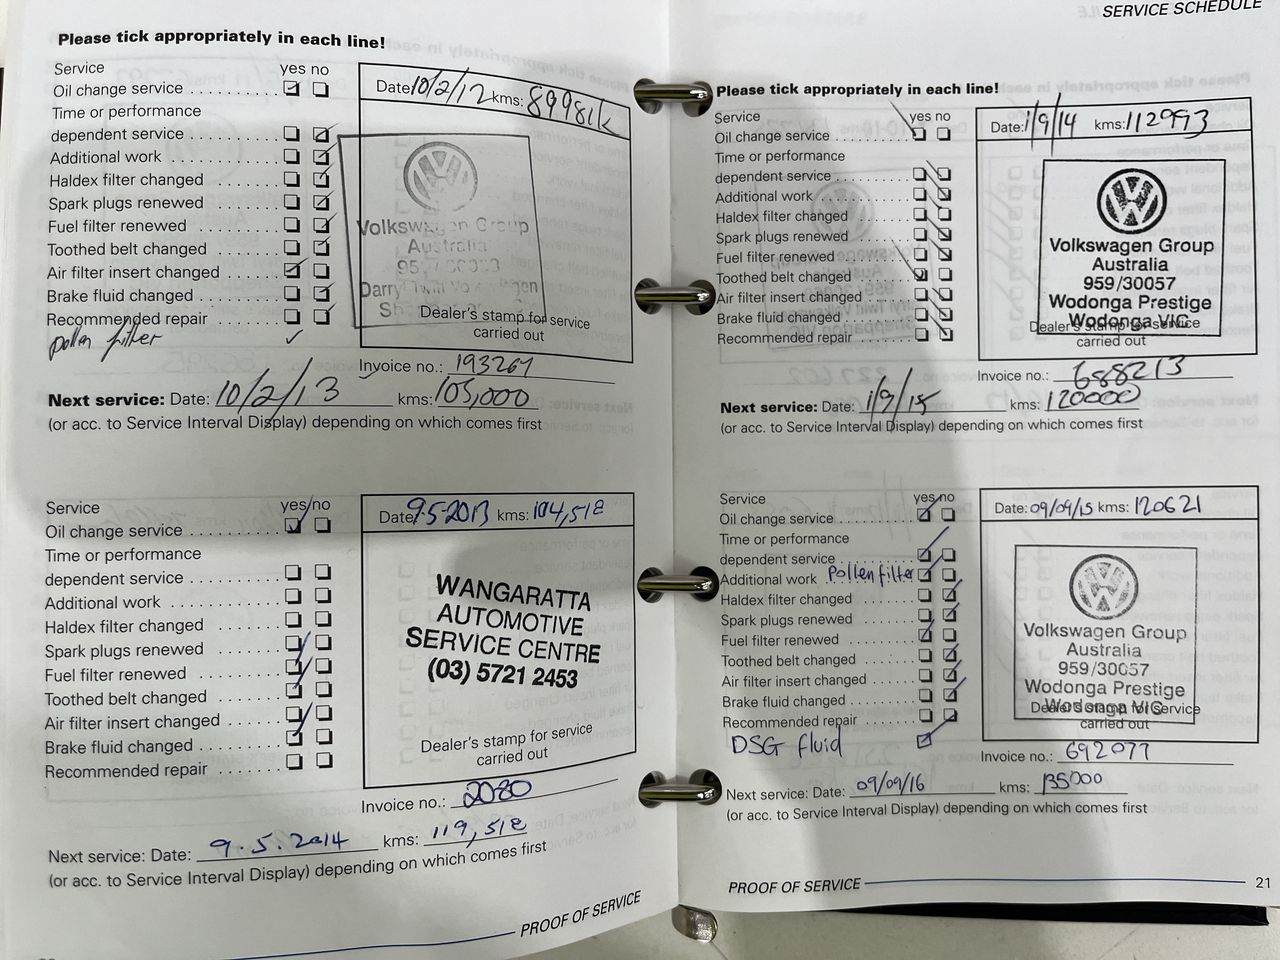 Please tick appropriately in each line!
Service yes no
Oil change service
Time or performance
dependent service
Additional work
Haldex filter changed
Spark plugs renewed
Fuel filter renewed
Toothed belt changed
Air filter insert changed
Brake fluid changed
Recommended repair
pollen filter
Date: 10/2/12 kms: 89981k
Volkswagen Group
Australia
Dealer's stamp for service
carried out
Invoice no.: 193267
Next service: Date: 10/2/13 kms: 105,000
(or acc. to Service Interval Display) depending on which comes first
Service yes/no
Oil change service
Time or performance
dependent service
Additional work
Haldex filter changed
Spark plugs renewed
Fuel filter renewed
Toothed belt changed
Air filter insert changed
Brake fluid changed
Recommended repair
Date: 9-5-2013 kms: 104,518
WANGARATTA
AUTOMOTIVE
SERVICE CENTRE
(03) 5721 2453
Dealer's stamp for service
carried out
Invoice no.: 2080
Next service: Date: 9.5.2014 kms: 119,518
(or acc. to Service Interval Display) depending on which comes first
PROOF OF SERVICE
SERVICE SCHEDULE
Please tick appropriately in each line!
Service yes no
Oil change service
Time or performance
dependent service
Additional work
Haldex filter changed
Spark plugs renewed
Fuel filter renewed
Toothed belt changed
Air filter insert changed
Brake fluid changed
Recommended repair
Date: 1/9/14 kms: 112993
Volkswagen Group
Australia
959/30057
Wodonga Prestige
Wodonga VIC
Dealer's stamp for service
carried out
Invoice no.: 688213
Next service: Date: 1/9/15 kms: 120000
(or acc. to Service Interval Display) depending on which comes first
Service yes no
Oil change service
Time or performance
dependent service
Additional work Pollen filter
Haldex filter changed
Spark plugs renewed
Fuel filter renewed
Toothed belt changed
Air filter insert changed
Brake fluid changed
Recommended repair
DSG fluid
Date: 09/09/15 kms: 120621
Volkswagen Group
Australia
959/30057
Wodonga Prestige
Wodonga VIC
Dealer's stamp for service
carried out
Invoice no.: 692077
Next service: Date: 09/09/16 kms: 135000
(or acc. to Service Interval Display) depending on which comes first
PROOF OF SERVICE 21